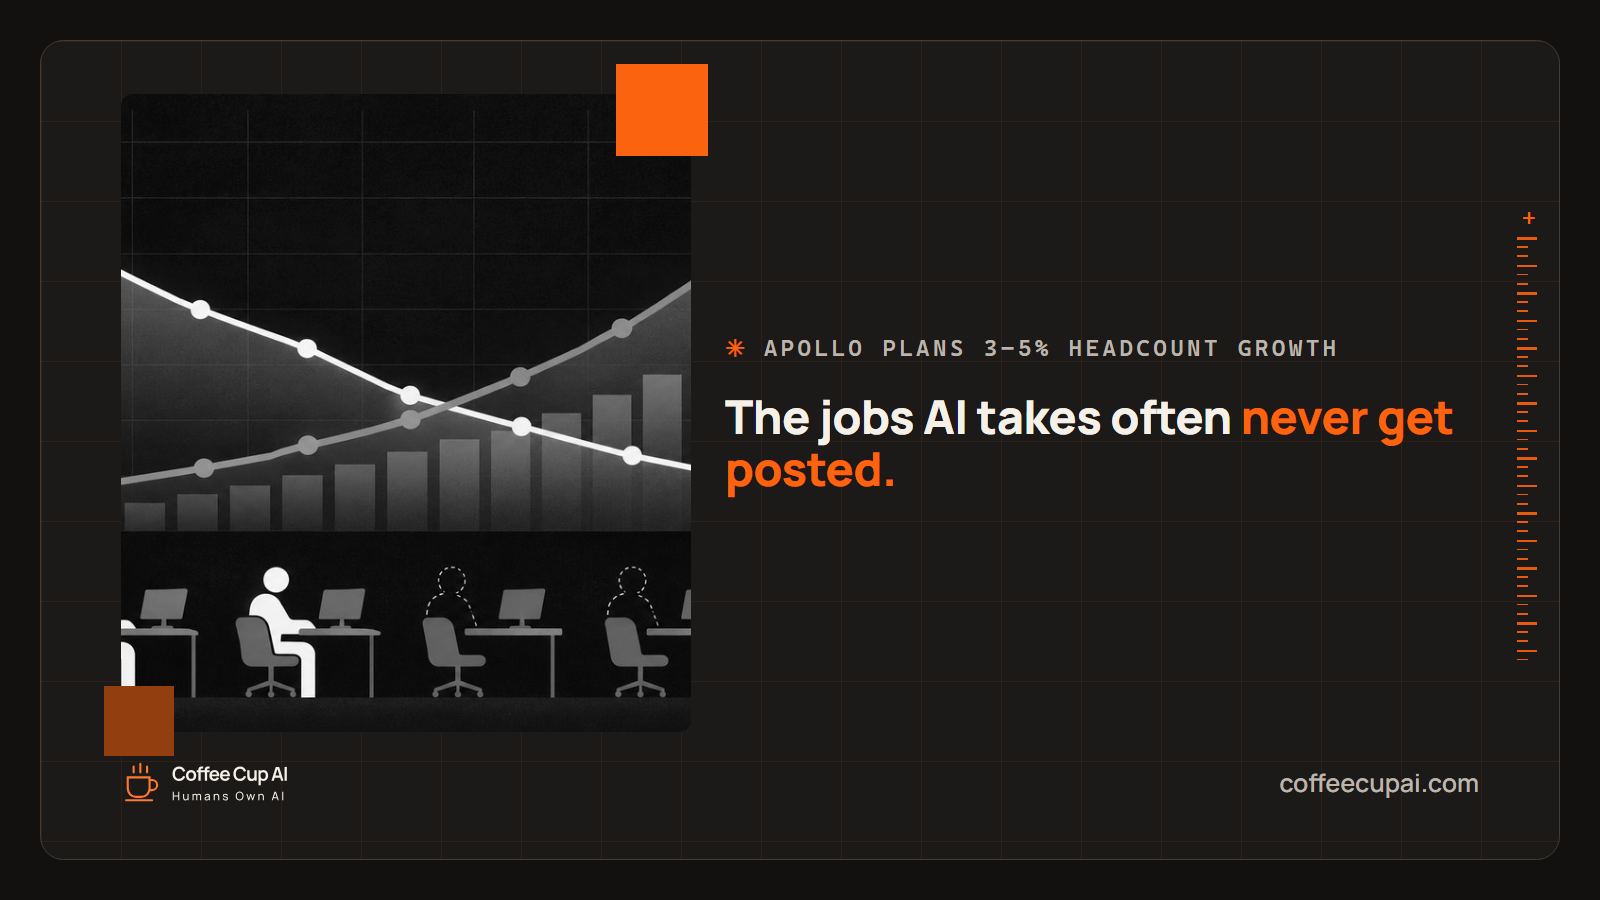 ✳ APOLLO PLANS 3–5% HEADCOUNT GROWTH
The jobs AI takes often never get
posted.
Coffee Cup AI
Humans Own AI
coffeecupai.com